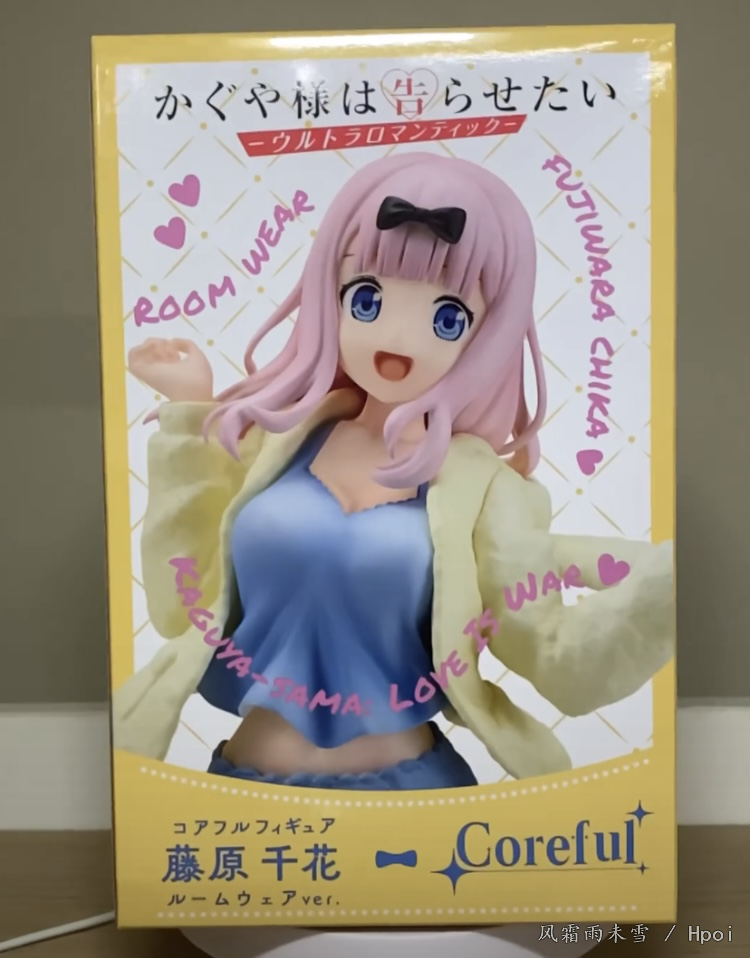 かぐや様は告らせたい
ーウルトラロマンティックー
ROOM WEAR
FUJIWARA CHIKA
KAGUYA-SAMA: LOVE IS WAR
コアフルフィギュア
藤原 千花
ルームウェアver.
Coreful
风霜雨未雪 / Hpoi